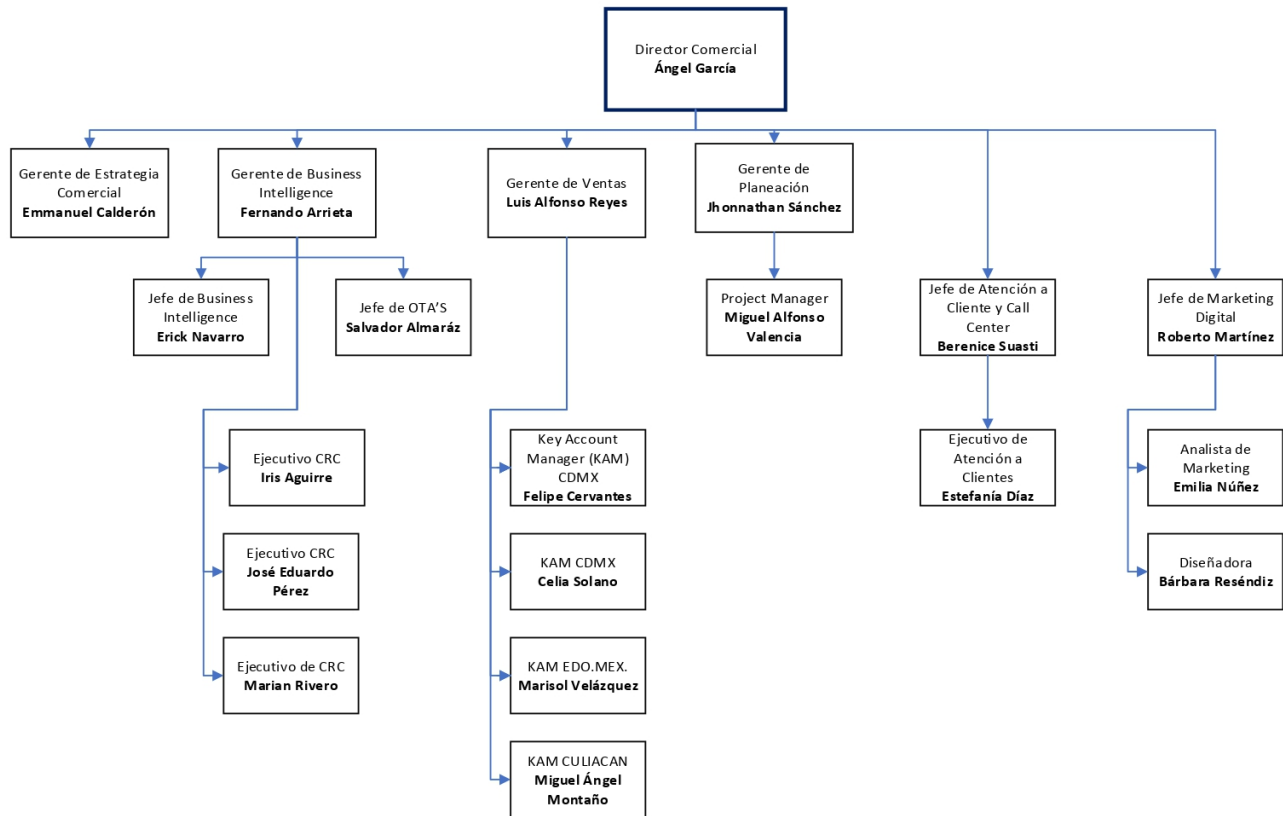 Director Comercial
Ángel García
Gerente de Estrategia
Comercial
Emmanuel Calderón
Gerente de Business
Intelligence
Fernando Arrieta
Gerente de Ventas
Luis Alfonso Reyes
Gerente de
Planeación
Jhonnathan Sánchez
Jefe de Business
Intelligence
Erick Navarro
Jefe de OTA’S
Salvador Almaráz
Project Manager
Miguel Alfonso
Valencia
Jefe de Atención a
Cliente y Call
Center
Berenice Suasti
Jefe de Marketing
Digital
Roberto Martínez
Ejecutivo CRC
Iris Aguirre
Key Account
Manager (KAM)
CDMX
Felipe Cervantes
Ejecutivo de
Atención a
Clientes
Estefanía Díaz
Analista de
Marketing
Emilia Núñez
Ejecutivo CRC
José Eduardo
Pérez
KAM CDMX
Celia Solano
Diseñadora
Bárbara Reséndiz
Ejecutivo de CRC
Marian Rivero
KAM EDO.MEX.
Marisol Velázquez
KAM CULIACAN
Miguel Ángel
Montaño